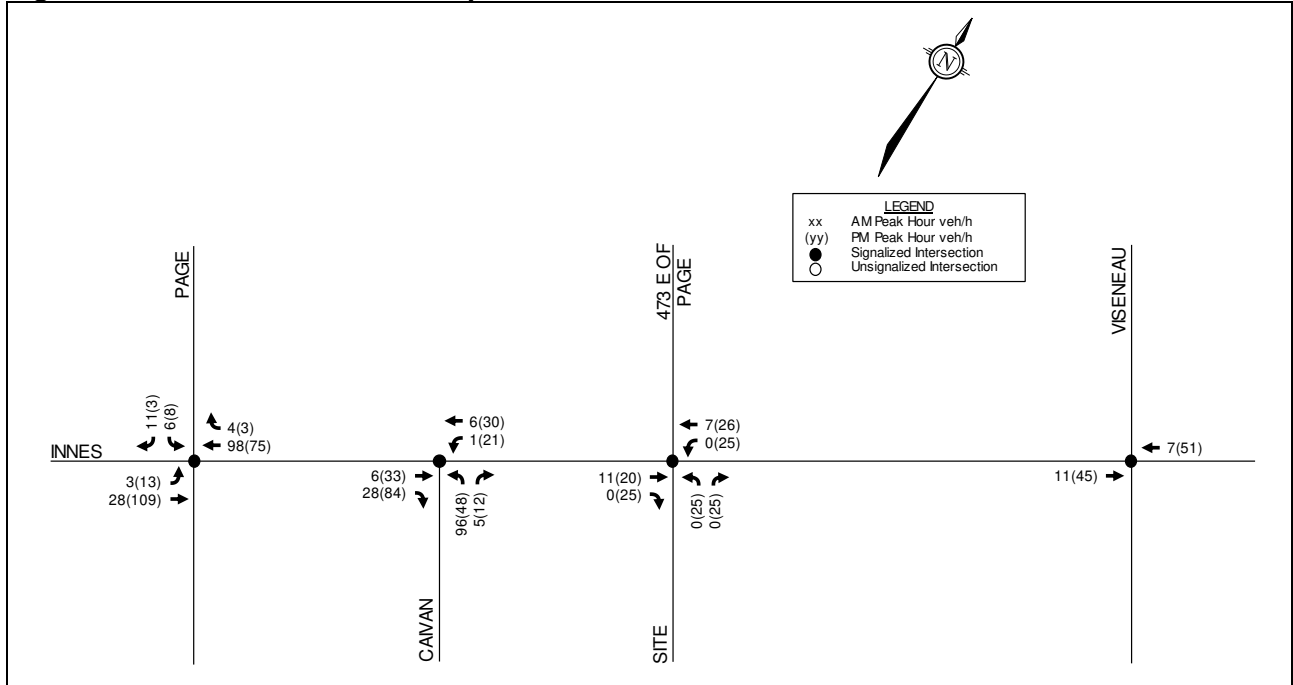 N
LEGEND
xx AM Peak Hour veh/h
(yy) PM Peak Hour veh/h
Signalized Intersection
Unsignalized Intersection
PAGE
473 E OF
PAGE
VISENEAU
INNES
11(3)
6(8)
4(3)
98(75)
3(13)
28(109)
6(30)
1(21)
6(33)
28(84)
96(48)
5(12)
7(26)
0(25)
11(20)
0(25)
0(25)
0(25)
7(51)
11(45)
CAIVAN
SITE